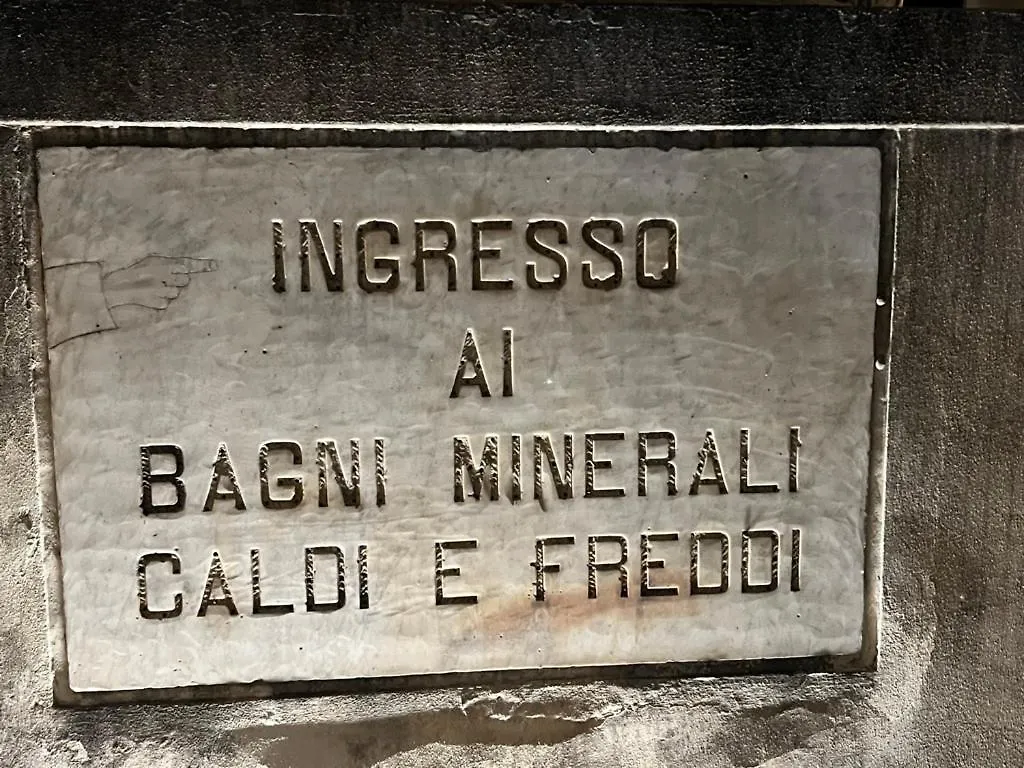 INGRESSO
AI
BAGNI MINERALI
CALDI E FREDDI